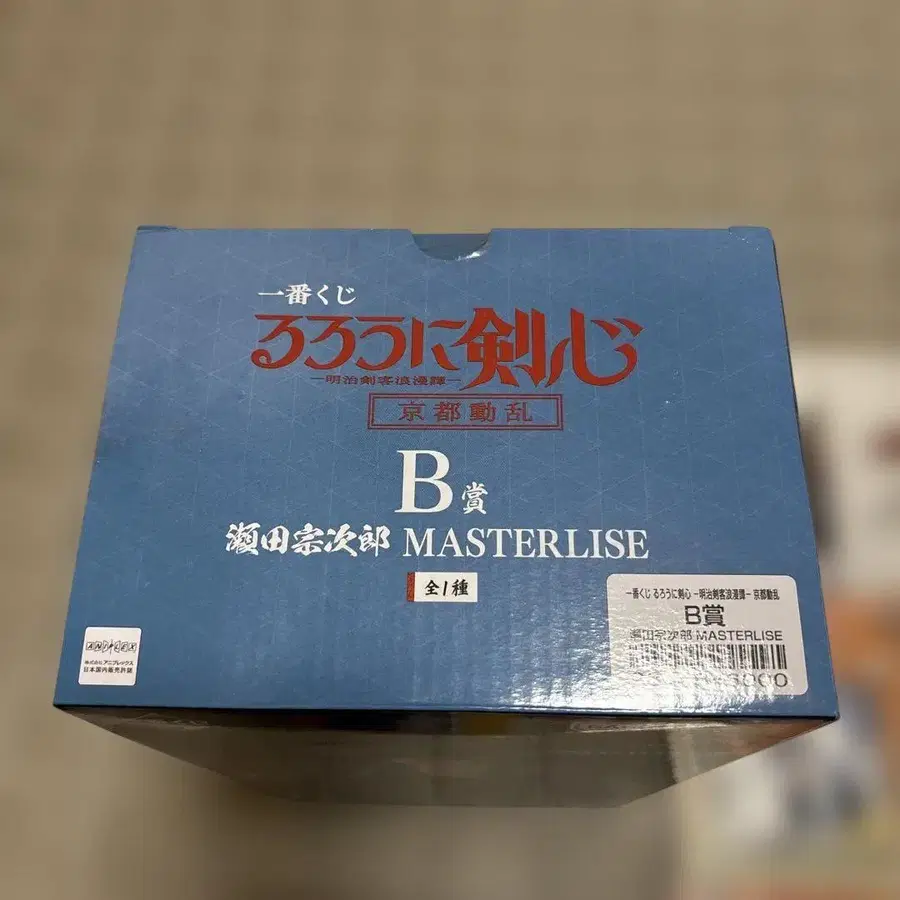 一番くじ
るろうに剣心
―明治剣客浪漫譚―
京都動乱
B賞
瀬田宗次郎 MASTERLISE
全1種
ANIPLEX
株式会社アニプレックス
日本国内販売許諾
一番くじ るろうに剣心 －明治剣客浪漫譚－ 京都動乱
B賞
瀬田宗次郎 MASTERLISE